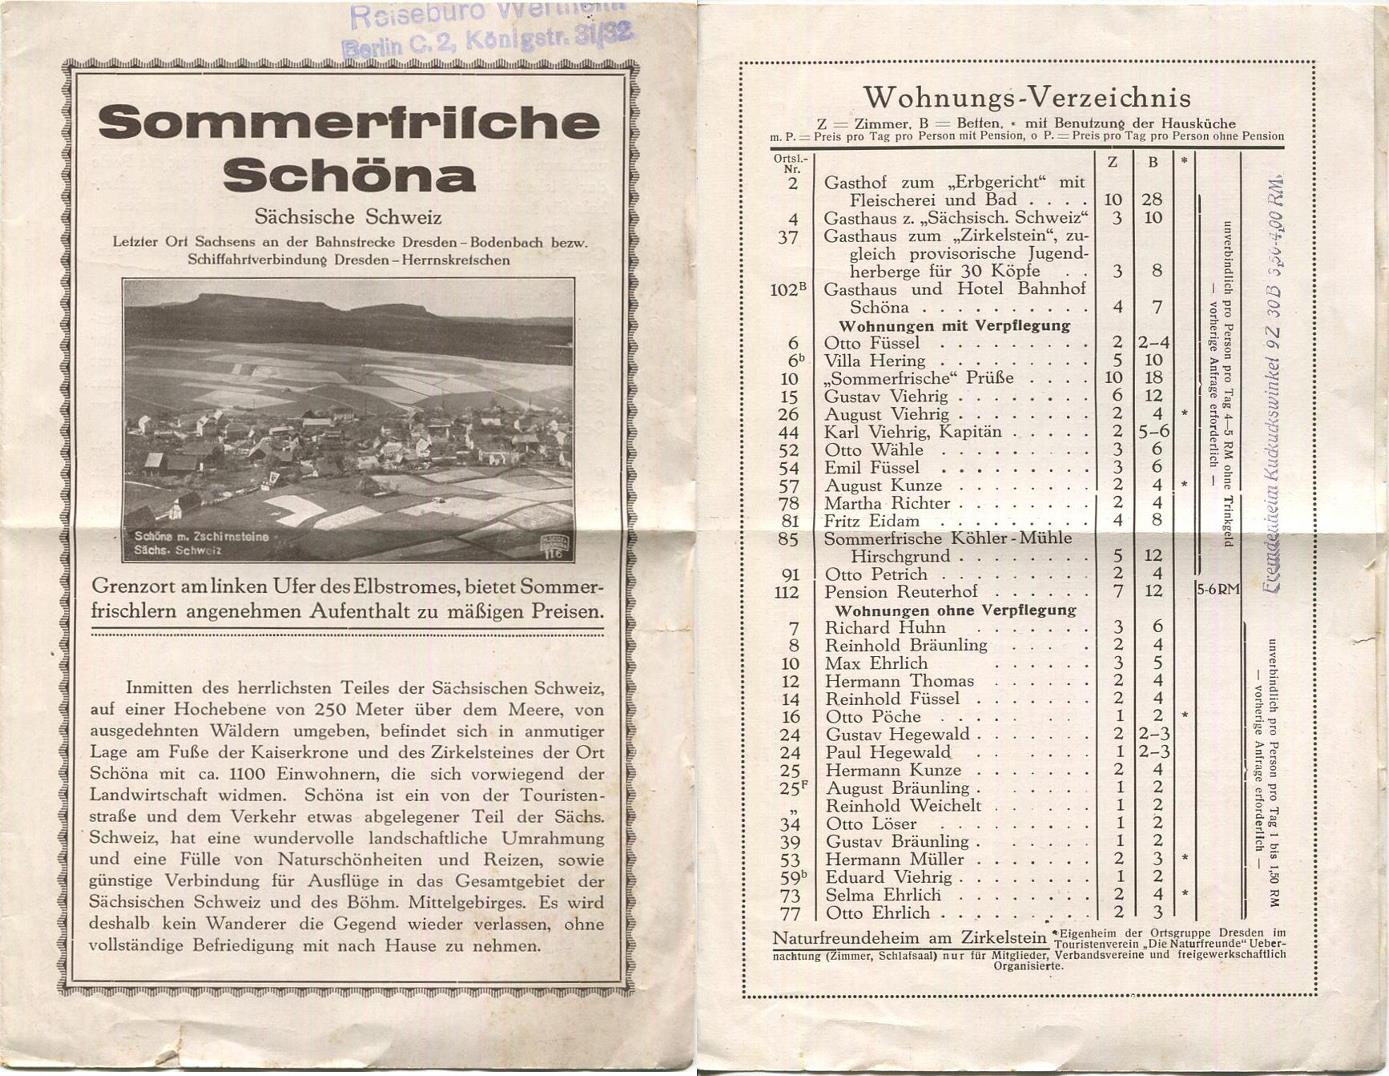 Reisebüro Wertheim
Berlin C. 2, Königstr. 31/32
Sommerfriſche
Schöna
Sächsische Schweiz
Letzter Ort Sachsens an der Bahnstrecke Dresden – Bodenbach bezw.
Schiffahrtverbindung Dresden – Herrnskretschen
Schöna m. Zschirnsteine
Sächs. Schweiz
116
Grenzort am linken Ufer des Elbstromes, bietet Sommer-
frischlern angenehmen Aufenthalt zu mäßigen Preisen.
Inmitten des herrlichsten Teiles der Sächsischen Schweiz,
auf einer Hochebene von 250 Meter über dem Meere, von
ausgedehnten Wäldern umgeben, befindet sich in anmutiger
Lage am Fuße der Kaiserkrone und des Zirkelsteines der Ort
Schöna mit ca. 1100 Einwohnern, die sich vorwiegend der
Landwirtschaft widmen. Schöna ist ein von der Touristen-
straße und dem Verkehr etwas abgelegener Teil der Sächs.
Schweiz, hat eine wundervolle landschaftliche Umrahmung
und eine Fülle von Naturschönheiten und Reizen, sowie
günstige Verbindung für Ausflüge in das Gesamtgebiet der
Sächsischen Schweiz und des Böhm. Mittelgebirges. Es wird
deshalb kein Wanderer die Gegend wieder verlassen, ohne
vollständige Befriedigung mit nach Hause zu nehmen.
Wohnungs-Verzeichnis
Z = Zimmer, B = Betten, * mit Benutzung der Hausküche
m. P. = Preis pro Tag pro Person mit Pension, o P. = Preis pro Tag pro Person ohne Pension
Ortsl.-Nr. Z B *
2 Gasthof zum „Erbgericht“ mit
Fleischerei und Bad . . . . 10 28
4 Gasthaus z. „Sächsisch. Schweiz“ 3 10
37 Gasthaus zum „Zirkelstein“, zu-
gleich provisorische Jugend-
herberge für 30 Köpfe . . 3 8
102B Gasthaus und Hotel Bahnhof
Schöna . . . . . . . . . . 4 7
Wohnungen mit Verpflegung
6 Otto Füssel . . . . . . . . . 2 2–4
6b Villa Hering . . . . . . . . . 5 10
10 „Sommerfrische“ Prüße . . . . 10 18
15 Gustav Viehrig . . . . . . . . 6 12
26 August Viehrig . . . . . . . . 2 4 *
44 Karl Viehrig, Kapitän . . . . . 2 5–6
52 Otto Wähle . . . . . . . . . 3 6
54 Emil Füssel . . . . . . . . . 3 6
57 August Kunze . . . . . . . . 2 4 *
78 Martha Richter . . . . . . . . 2 4
81 Fritz Eidam . . . . . . . . . 4 8
85 Sommerfrische Köhler - Mühle
Hirschgrund . . . . . . . . 5 12
91 Otto Petrich . . . . . . . . . 2 4
112 Pension Reuterhof . . . . . . . 7 12 5-6 RM
Wohnungen ohne Verpflegung
7 Richard Huhn . . . . . . . 3 6
8 Reinhold Bräunling . . . . . 2 4
10 Max Ehrlich . . . . . . 3 5
12 Hermann Thomas . . . . . . 2 4
14 Reinhold Füssel . . . . . . . 2 4
16 Otto Pöche . . . . . . . . 1 2 *
24 Gustav Hegewald . . . . . . . 2 2–3
24 Paul Hegewald . . . . . . . 1 2–3
25 Hermann Kunze . . . . . . . 2 4
25F August Bräunling . . . . . . . 1 2
„ Reinhold Weichelt . . . . . . 1 2
34 Otto Löser . . . . . . . . . 1 2
39 Gustav Bräunling . . . . . . . 1 2
53 Hermann Müller . . . . . . . 2 3 *
59b Eduard Viehrig . . . . . . . . 1 2
73 Selma Ehrlich . . . . . . . . 2 4 *
77 Otto Ehrlich . . . . . . . . . 2 3
unverbindlich pro Person pro Tag 4–5 RM ohne Trinkgeld
— vorherige Anfrage erforderlich —
Fremdenheim Kuckuckswinkel 9Z 30B 3,50-4,00 RM.
unverbindlich pro Person pro Tag 1 bis 1,50 RM
— vorherige Anfrage erforderlich —
Naturfreundeheim am Zirkelstein *Eigenheim der Ortsgruppe Dresden im
Touristenverein „Die Naturfreunde“ Ueber-
nachtung (Zimmer, Schlafsaal) nur für Mitglieder, Verbandsvereine und freigewerkschaftlich
Organisierte.